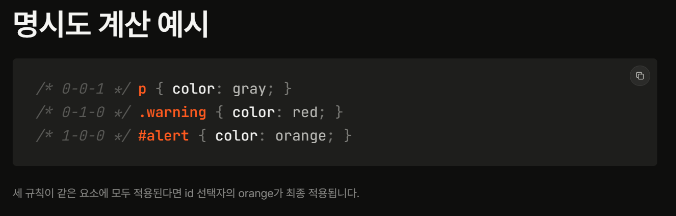 명시도 계산 예시
/* 0-0-1 */ p { color: gray; }
/* 0-1-0 */ .warning { color: red; }
/* 1-0-0 */ #alert { color: orange; }
세 규칙이 같은 요소에 모두 적용된다면 id 선택자의 orange가 최종 적용됩니다.